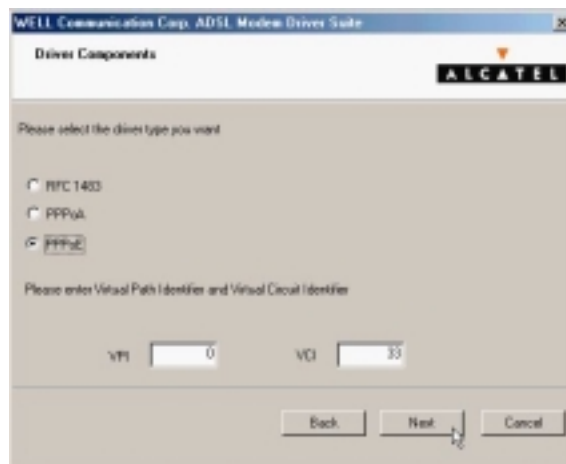 WELL Communication Corp. ADSL Modem Driver Suite
Driver Components
ALCATEL
Please select the driver type you want
RFC 1483
PPPoA
PPPoE
Please enter Virtual Path Identifier and Virtual Circuit Identifier
VPI 0 VCI 33
Back Next Cancel